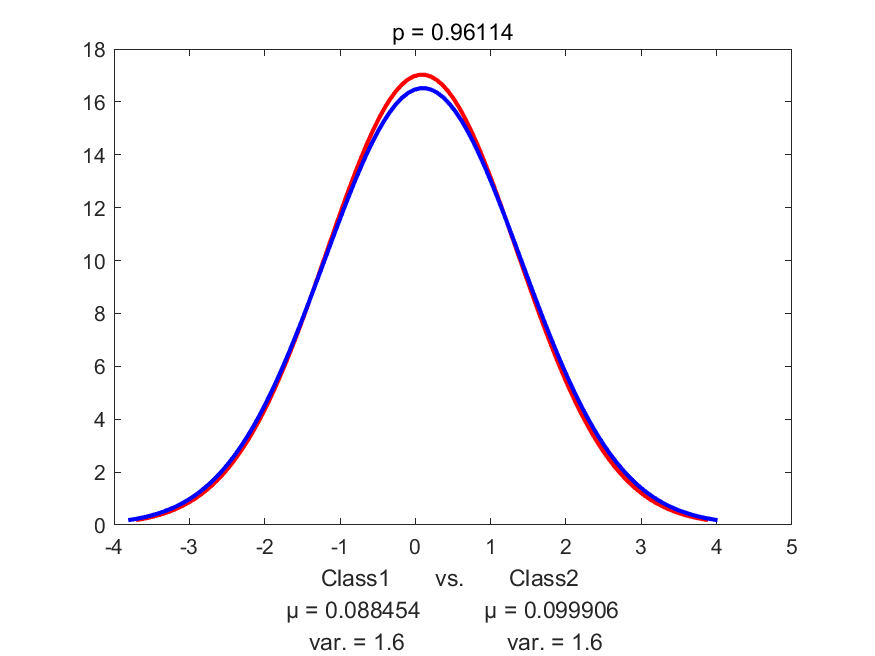 p = 0.96114
18
16
14
12
10
8
6
4
2
0
-4 -3 -2 -1 0 1 2 3 4 5
Class1 vs. Class2
μ = 0.088454 μ = 0.099906
var. = 1.6 var. = 1.6